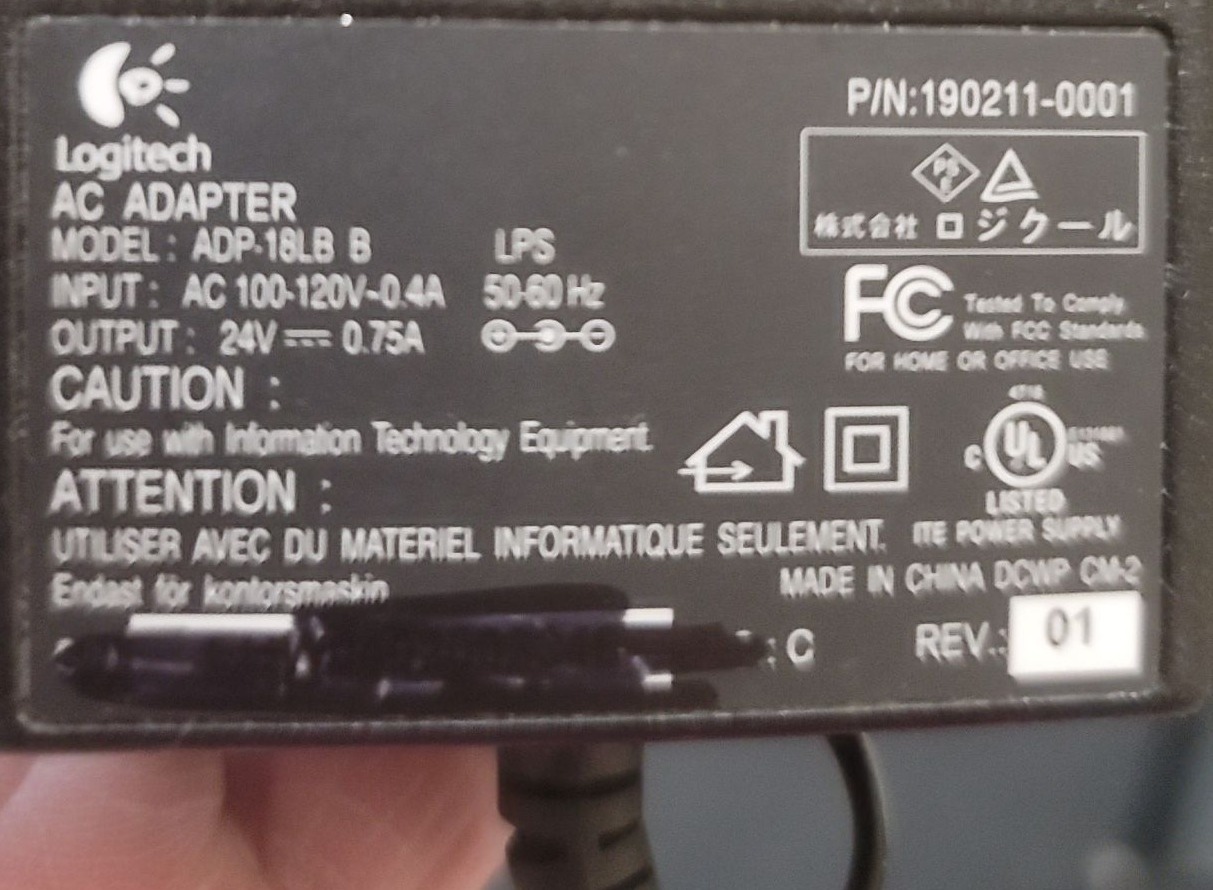 Logitech
AC ADAPTER
MODEL : ADP-18LB B LPS
INPUT : AC 100-120V~0.4A 50-60 Hz
OUTPUT : 24V 0.75A
CAUTION :
For use with Information Technology Equipment.
ATTENTION :
UTILISER AVEC DU MATERIEL INFORMATIQUE SEULEMENT.
Endast för kontorsmaskin
P/N:190211-0001
PS
E
株式会社 ロジクール
FC Tested To Comply
With FCC Standards
FOR HOME OR OFFICE USE
C UL US
LISTED
ITE POWER SUPPLY
MADE IN CHINA DCWP CM-2
: C REV.: 01